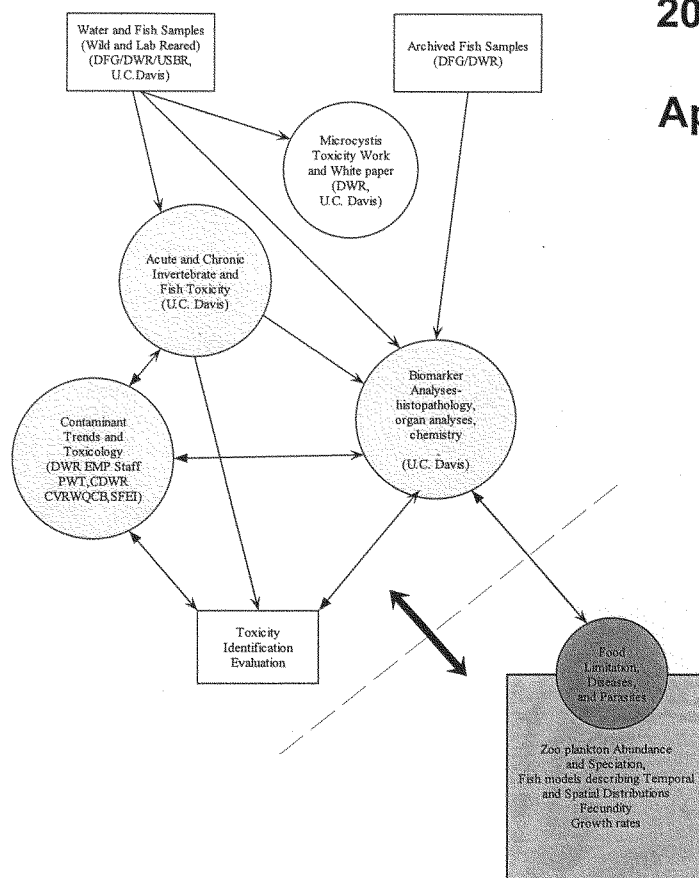 20
Ap
Water and Fish Samples
(Wild and Lab Reared)
(DFG/DWR/USBR,
U.C.Davis)
Archived Fish Samples
(DFG/DWR)
Microcystis
Toxicity Work
and White paper
(DWR,
U.C. Davis)
Acute and Chronic
Invertebrate and
Fish Toxicity
(U.C. Davis)
Biomarker
Analyses-
histopathology,
organ analyses,
chemistry
(U.C. Davis)
Contaminant
Trends and
Toxicology
(DWR EMP Staff
PWT,CDWR
CVRWQCB,SFEI)
Toxicity
Identification
Evaluation
Food
Limitation,
Diseases,
and Parasites
Zoo plankton Abundance
and Speciation,
Fish models describing Temporal
and Spatial Distributions
Fecundity
Growth rates